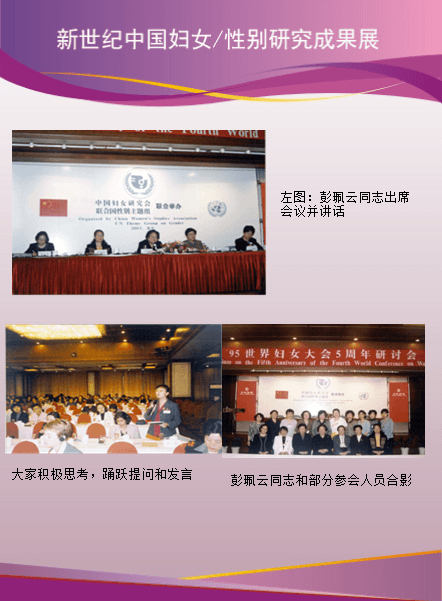 新世纪中国妇女/性别研究成果展
of the Fourth World
中国妇女研究会
联合国性别主题组
联合举办
Organized by China Women's Studies Association
UN Theme Group on Gender
左图：彭珮云同志出席
会议并讲话
'95世界妇女大会5周年研讨会
on the Fifth Anniversary of the Fourth World Conference on
大家积极思考，踊跃提问和发言
彭珮云同志和部分参会人员合影